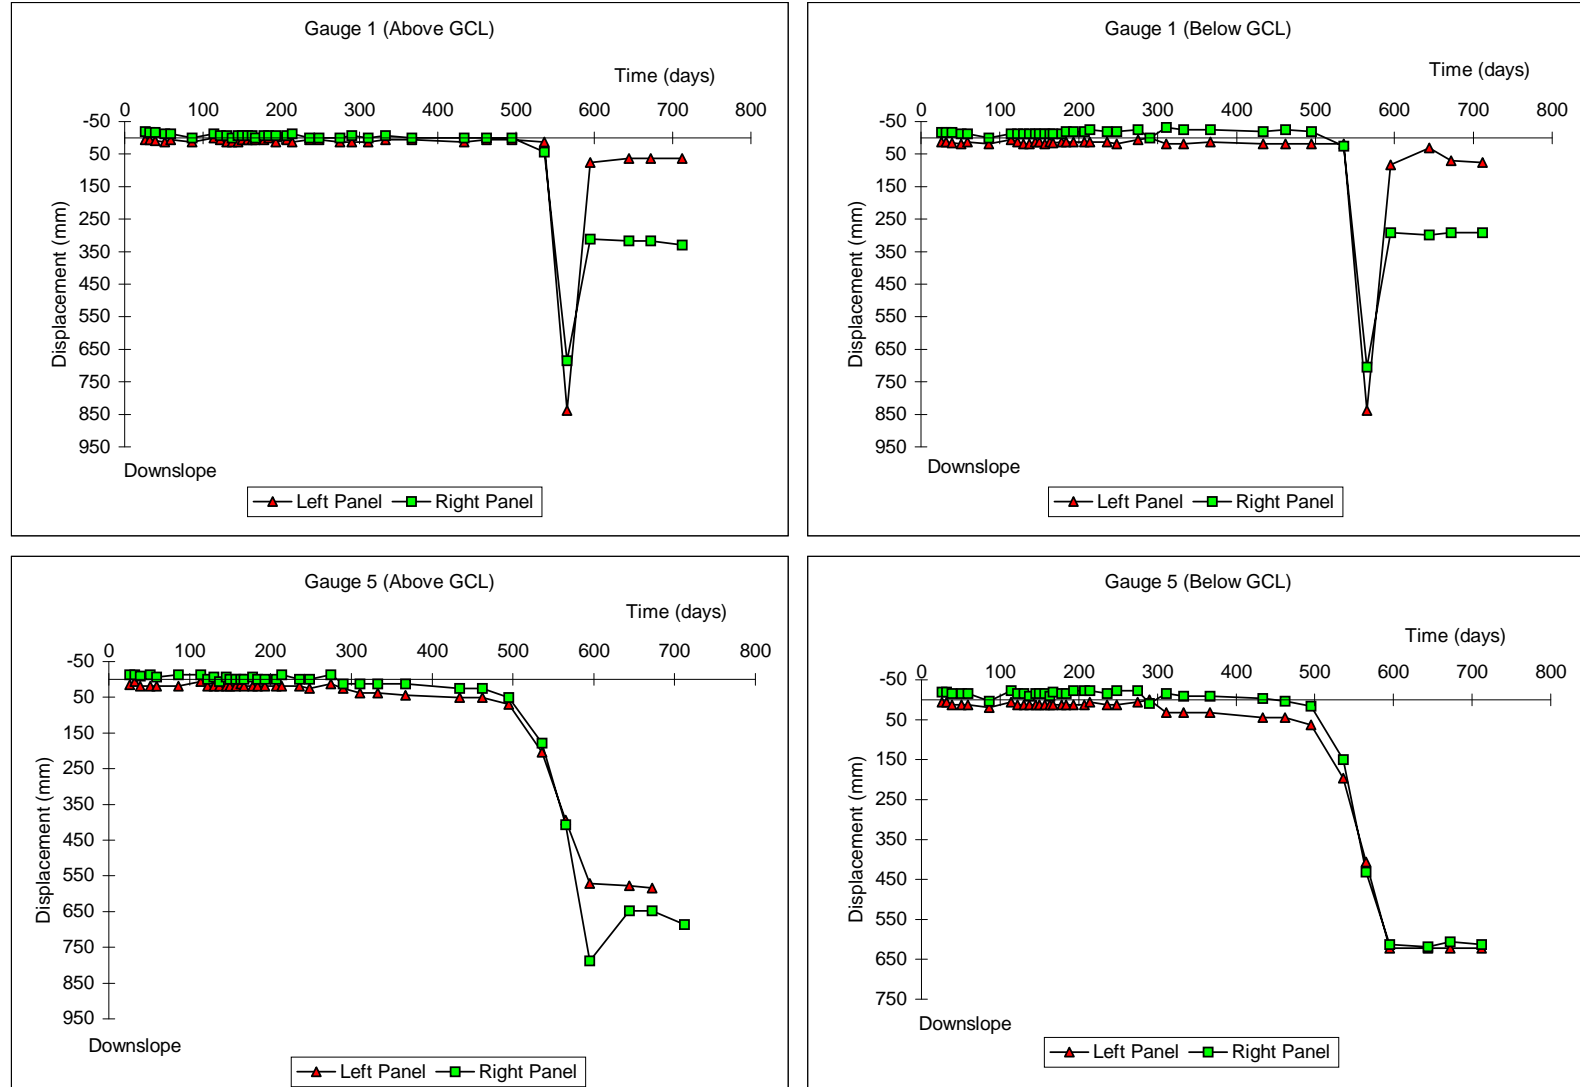 Gauge 1 (Above GCL)
Time (days)
0 100 200 300 400 500 600 700 800
-50
50
150
250
350
450
550
650
750
850
950
Displacement (mm)
Downslope
Left Panel Right Panel
Gauge 1 (Below GCL)
Time (days)
0 100 200 300 400 500 600 700 800
-50
50
150
250
350
450
550
650
750
850
950
Displacement (mm)
Downslope
Left Panel Right Panel
Gauge 5 (Above GCL)
Time (days)
0 100 200 300 400 500 600 700 800
-50
50
150
250
350
450
550
650
750
850
950
Displacement (mm)
Downslope
Left Panel Right Panel
Gauge 5 (Below GCL)
Time (days)
0 100 200 300 400 500 600 700 800
-50
50
150
250
350
450
550
650
750
Displacement (mm)
Downslope
Left Panel Right Panel